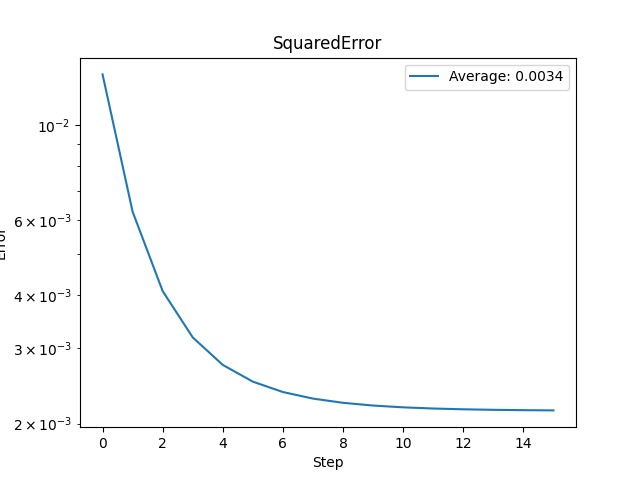 SquaredError
Average: 0.0034
10⁻²
6 × 10⁻³
4 × 10⁻³
3 × 10⁻³
2 × 10⁻³
Error
0 2 4 6 8 10 12 14
Step